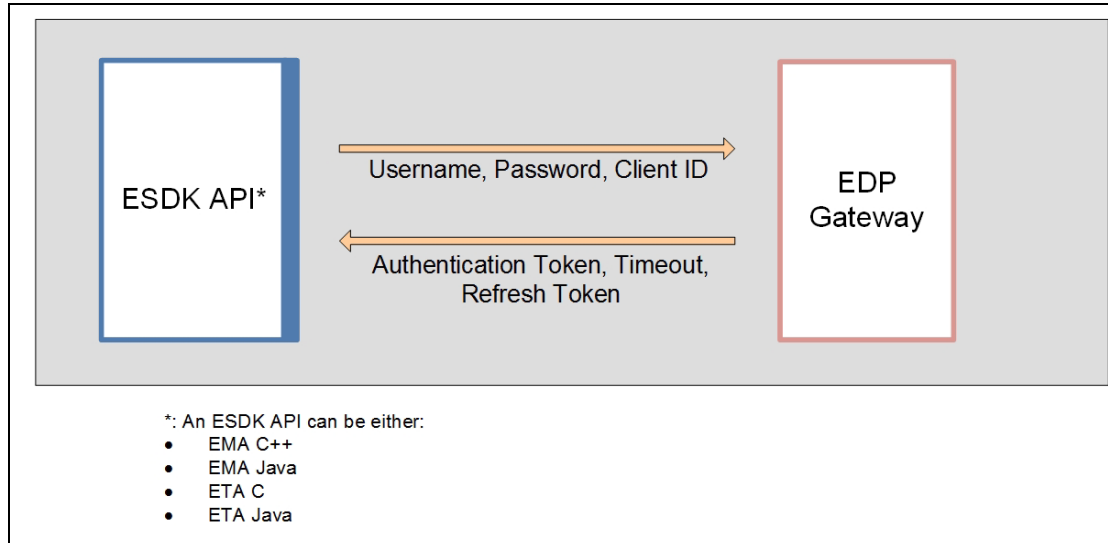 ESDK API*
Username, Password, Client ID
EDP
Gateway
Authentication Token, Timeout,
Refresh Token
*: An ESDK API can be either:
• EMA C++
• EMA Java
• ETA C
• ETA Java